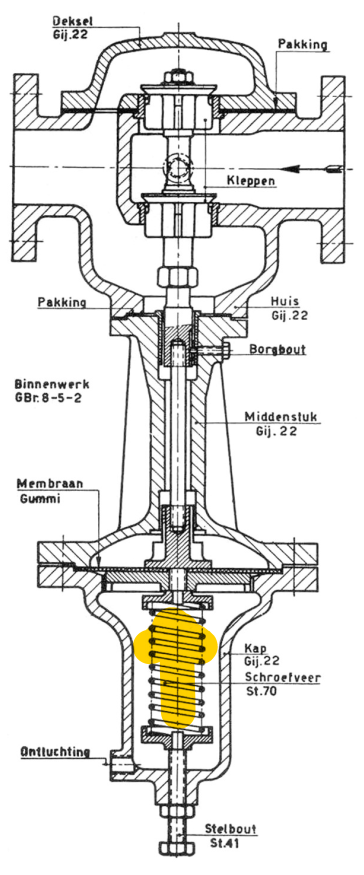 Deksel
Gij.22
Pakking
Kleppen
Pakking
Huis
Gij.22
Borgbout
Binnenwerk
GBr.8-5-2
Middenstuk
Gij. 22
Membraan
Gummi
Kap
Gij.22
Schroefveer
St.70
Ontluchting
Stelbout
St.41